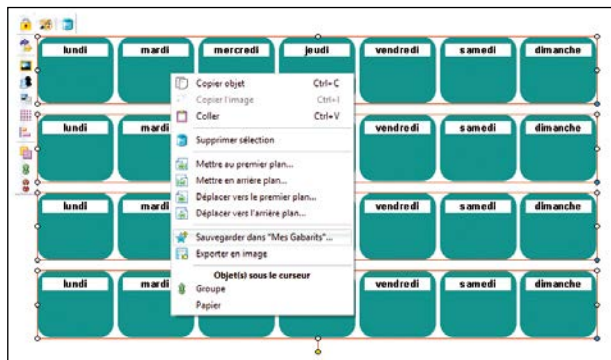 lundi mardi mercredi jeudi vendredi samedi dimanche
Copier objet Ctrl+C
Copier l'image Ctrl+I
Coller Ctrl+V
lundi mardi vendredi samedi dimanche
Supprimer sélection
Mettre au premier plan...
Mettre en arrière plan...
Déplacer vers le premier plan...
lundi mardi vendredi samedi dimanche
Déplacer vers l'arrière plan...
Sauvegarder dans "Mes Gabarits"...
Exporter en image
Objet(s) sous le curseur
lundi mardi vendredi samedi dimanche
Groupe
Papier